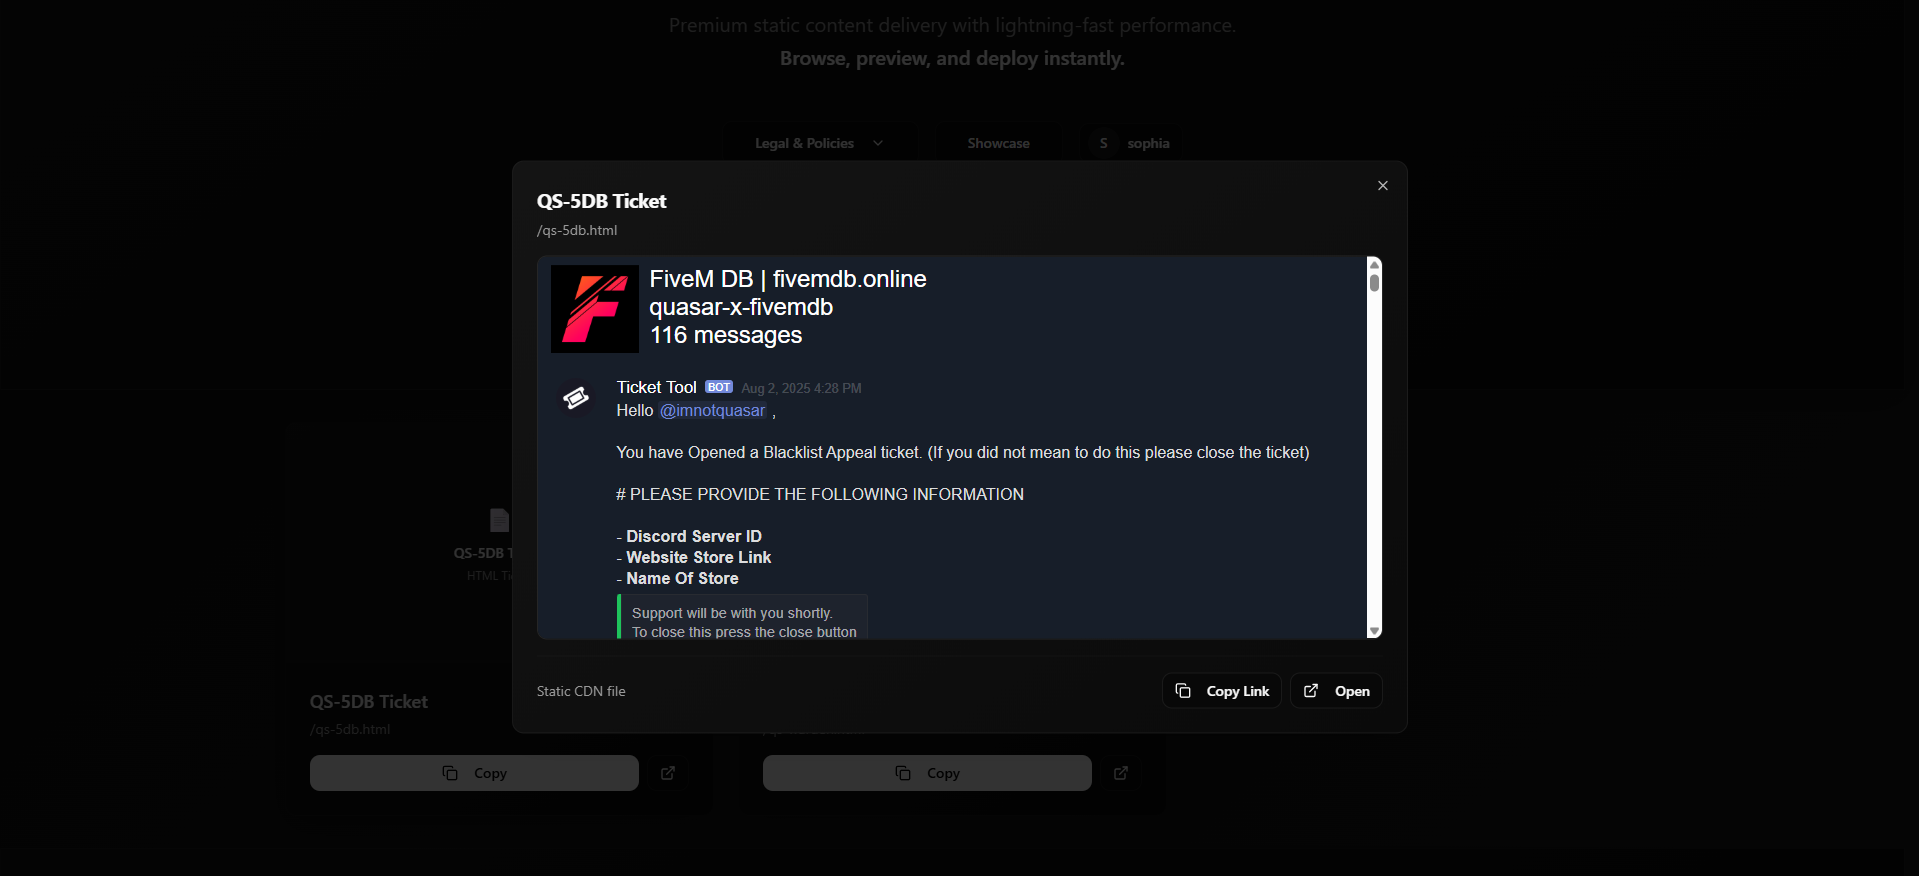 Premium static content delivery with lightning-fast performance.
Browse, preview, and deploy instantly.
Legal & Policies
Showcase
S sophia
QS-5DB Ticket
/qs-5db.html
FiveM DB | fivemdb.online
quasar-x-fivemdb
116 messages
Ticket Tool BOT Aug 2, 2025 4:28 PM
Hello @imnotquasar ,
You have Opened a Blacklist Appeal ticket. (If you did not mean to do this please close the ticket)
# PLEASE PROVIDE THE FOLLOWING INFORMATION
- Discord Server ID
- Website Store Link
- Name Of Store
Support will be with you shortly.
To close this press the close button
Static CDN file
Copy Link
Open
QS-5DB T
HTML Ti
QS-5DB Ticket
/qs-5db.html
Copy
Copy